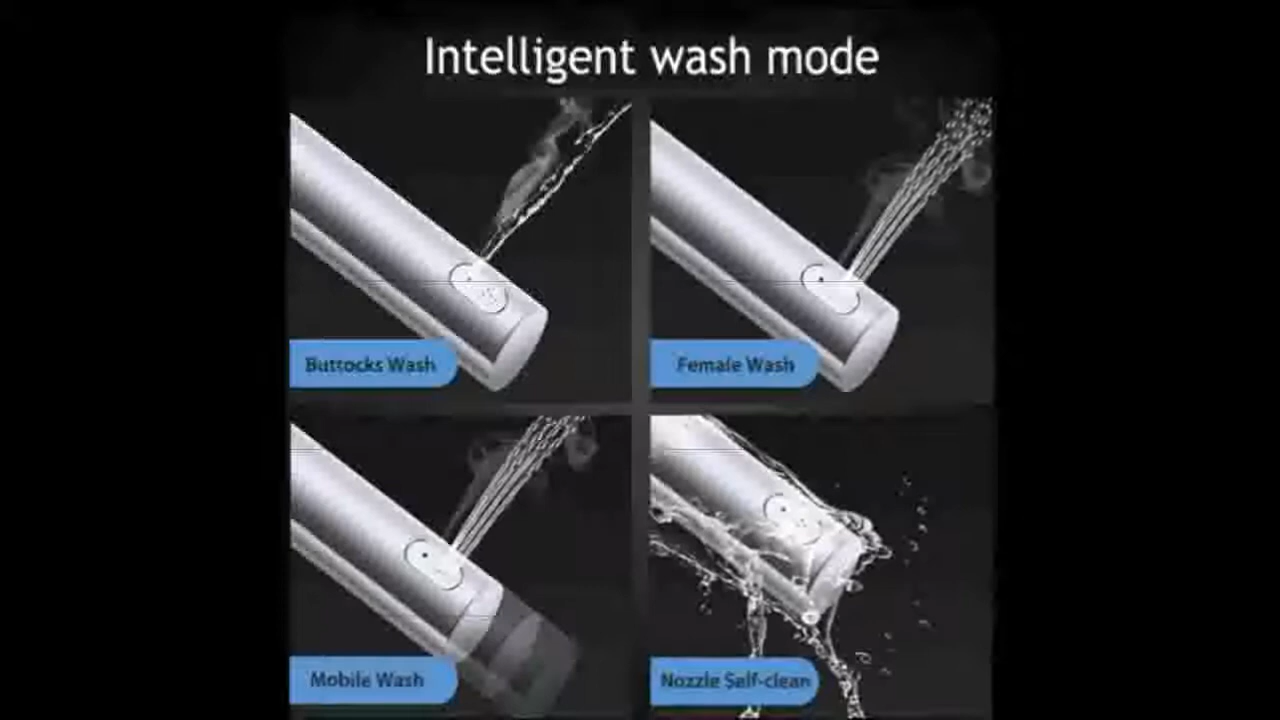 Intelligent wash mode
Buttocks Wash
Female Wash
Mobile Wash
Nozzle Self-clean